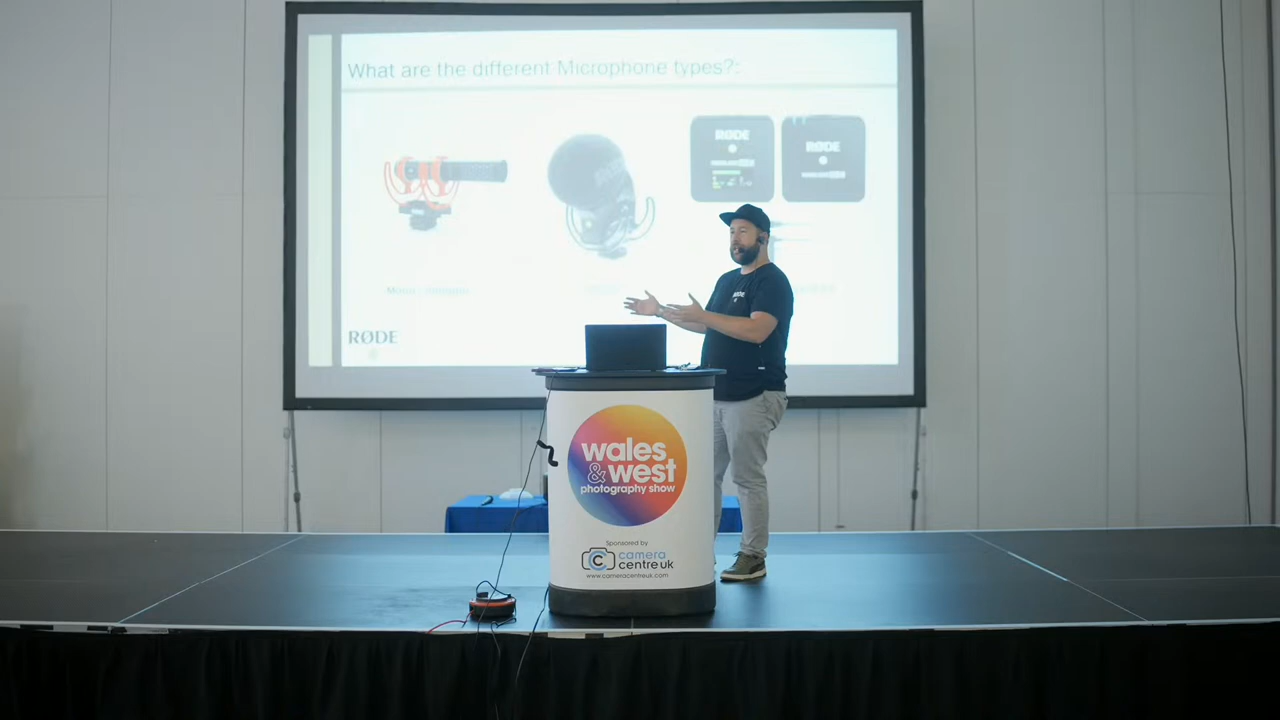 What are the different Microphone types?:
RØDE
RØDE
RØDE
RØDE
wales
& west
photography show
Sponsored by
C
camera
centre uk
www.cameracentreuk.com